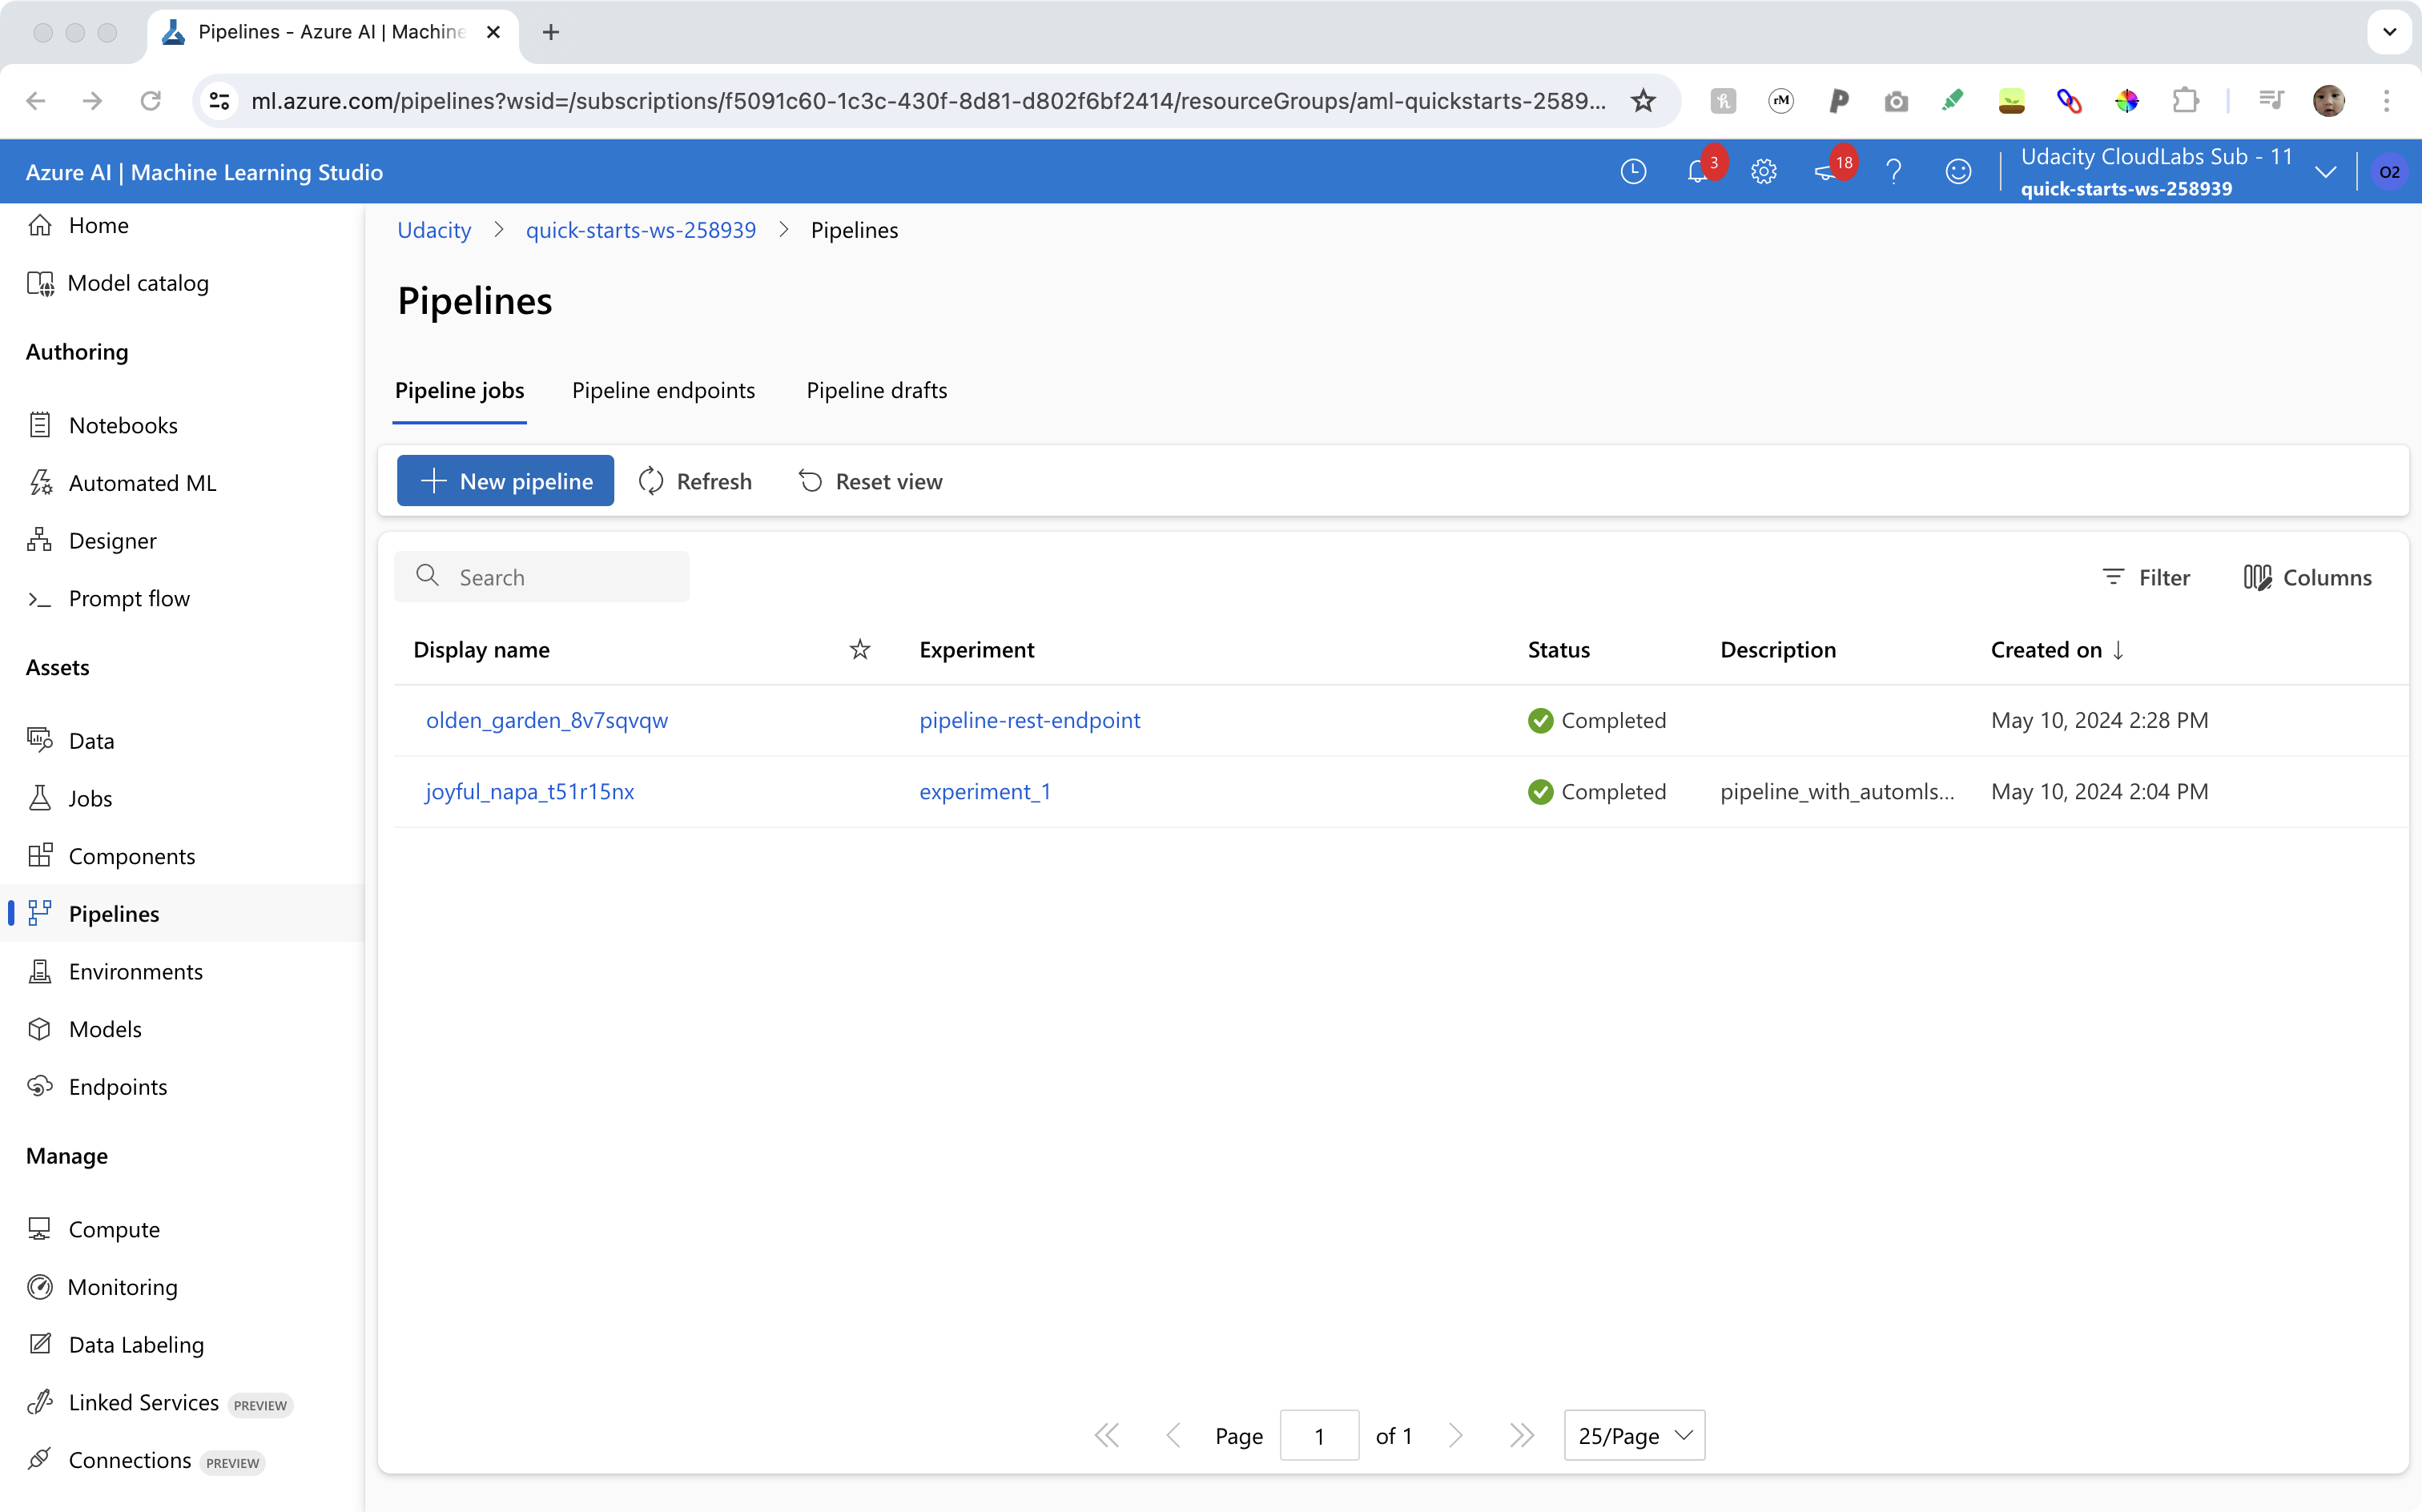 Pipelines - Azure AI | Machine
ml.azure.com/pipelines?wsid=/subscriptions/f5091c60-1c3c-430f-8d81-d802f6bf2414/resourceGroups/aml-quickstarts-2589...
rM
Azure AI | Machine Learning Studio
3
18
Udacity CloudLabs Sub - 11
quick-starts-ws-258939
O2
Home
Model catalog
Authoring
Notebooks
Automated ML
Designer
Prompt flow
Assets
Data
Jobs
Components
Pipelines
Environments
Models
Endpoints
Manage
Compute
Monitoring
Data Labeling
Linked Services PREVIEW
Connections PREVIEW
Udacity > quick-starts-ws-258939 > Pipelines
Pipelines
Pipeline jobs Pipeline endpoints Pipeline drafts
New pipeline Refresh Reset view
Search Filter Columns
Display name Experiment Status Description Created on ↓
olden_garden_8v7sqvqw pipeline-rest-endpoint Completed May 10, 2024 2:28 PM
joyful_napa_t51r15nx experiment_1 Completed pipeline_with_automls... May 10, 2024 2:04 PM
Page 1 of 1 25/Page